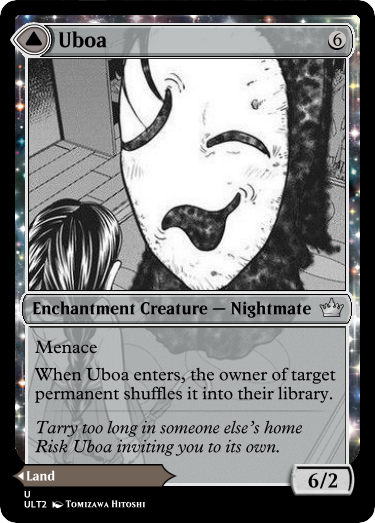 Uboa
6
Enchantment Creature — Nightmate
Menace
When Uboa enters, the owner of target
permanent shuffles it into their library.
Tarry too long in someone else's home
Risk Uboa inviting you to its own.
Land
6/2
U
ULT2 Tomizawa Hitoshi